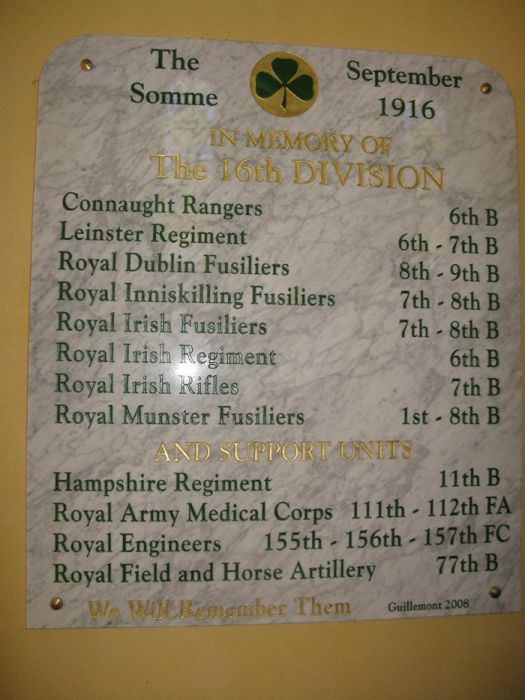 The September
Somme 1916
IN MEMORY OF
The 16th DIVISION
Connaught Rangers 6th B
Leinster Regiment 6th - 7th B
Royal Dublin Fusiliers 8th - 9th B
Royal Inniskilling Fusiliers 7th - 8th B
Royal Irish Fusiliers 7th - 8th B
Royal Irish Regiment 6th B
Royal Irish Rifles 7th B
Royal Munster Fusiliers 1st - 8th B
AND SUPPORT UNITS
Hampshire Regiment 11th B
Royal Army Medical Corps 111th - 112th FA
Royal Engineers 155th - 156th - 157th FC
Royal Field and Horse Artillery 77th B
We Will Remember Them Guillemont 2008